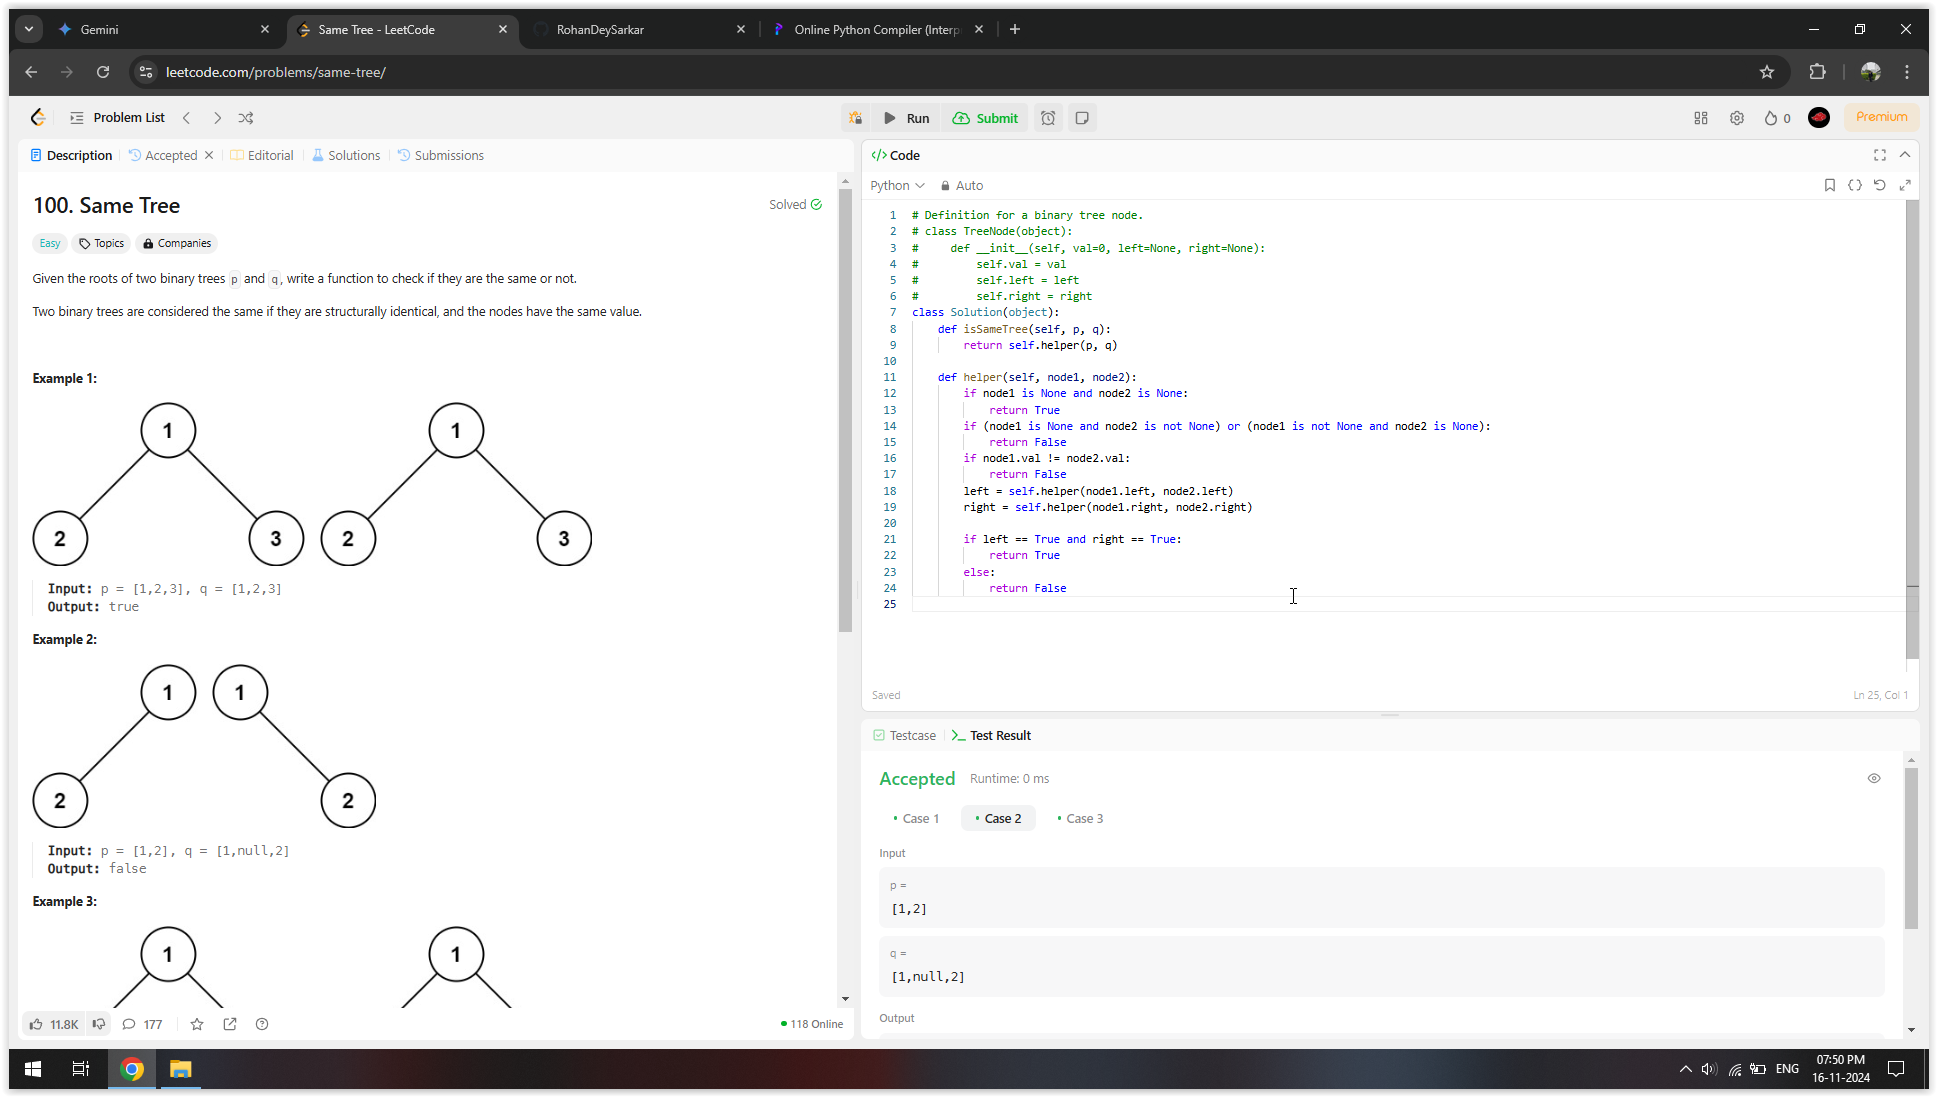 Gemini
Same Tree - LeetCode
RohanDeySarkar
Online Python Compiler (Interp
leetcode.com/problems/same-tree/
Problem List
Run
Submit
0
Premium
Description
Accepted
Editorial
Solutions
Submissions
100. Same Tree
Solved
Easy
Topics
Companies
Given the roots of two binary trees p and q, write a function to check if they are the same or not.
Two binary trees are considered the same if they are structurally identical, and the nodes have the same value.
Example 1:
1
1
2
3
2
3
Input: p = [1,2,3], q = [1,2,3]
Output: true
Example 2:
1
1
2
2
Input: p = [1,2], q = [1,null,2]
Output: false
Example 3:
1
1
11.8K
177
118 Online
</> Code
Python
Auto
1 # Definition for a binary tree node.
2 # class TreeNode(object):
3 #     def __init__(self, val=0, left=None, right=None):
4 #         self.val = val
5 #         self.left = left
6 #         self.right = right
7 class Solution(object):
8     def isSameTree(self, p, q):
9         return self.helper(p, q)
10
11     def helper(self, node1, node2):
12         if node1 is None and node2 is None:
13             return True
14         if (node1 is None and node2 is not None) or (node1 is not None and node2 is None):
15             return False
16         if node1.val != node2.val:
17             return False
18         left = self.helper(node1.left, node2.left)
19         right = self.helper(node1.right, node2.right)
20
21         if left == True and right == True:
22             return True
23         else:
24             return False
25
Saved
Ln 25, Col 1
Testcase
Test Result
Accepted
Runtime: 0 ms
Case 1
Case 2
Case 3
Input
p =
[1,2]
q =
[1,null,2]
Output
ENG
07:50 PM
16-11-2024